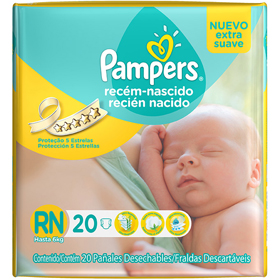 NUEVO
extra
suave
Pampers
recém-nascido
recién nacido
Proteção 5 Estrelas
Protección 5 Estrellas
RN 20
Hasta 6kg
Contenido/Contém: 20 Pañales Desechables/Fraldas Descartáveis